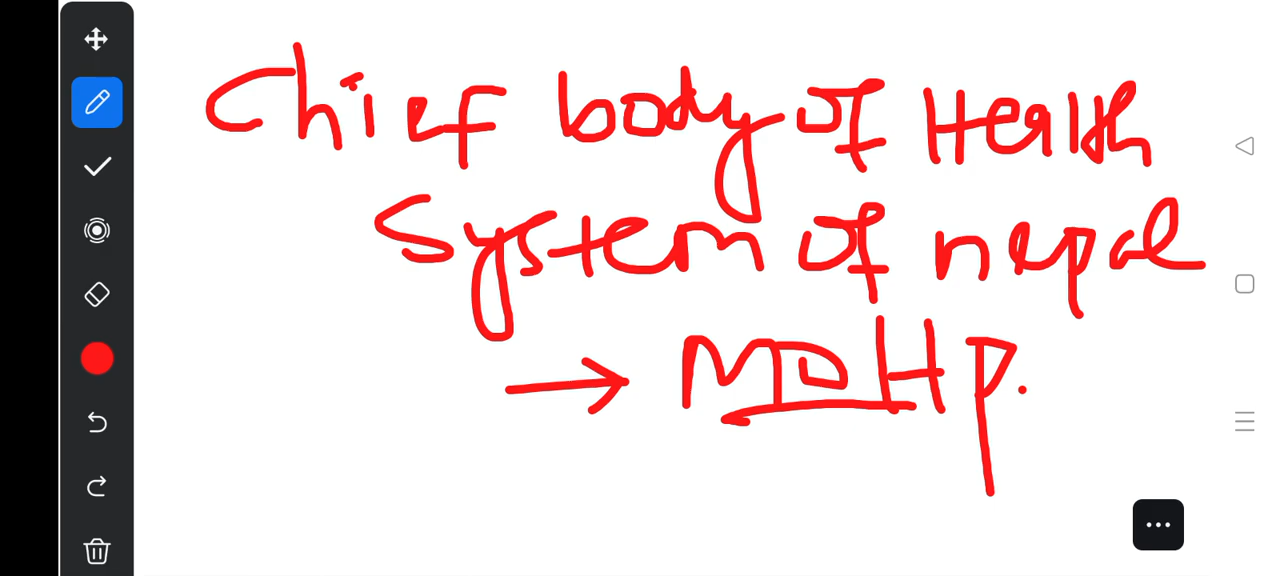 Chief body of Health
System of nepal
→ MOHP.